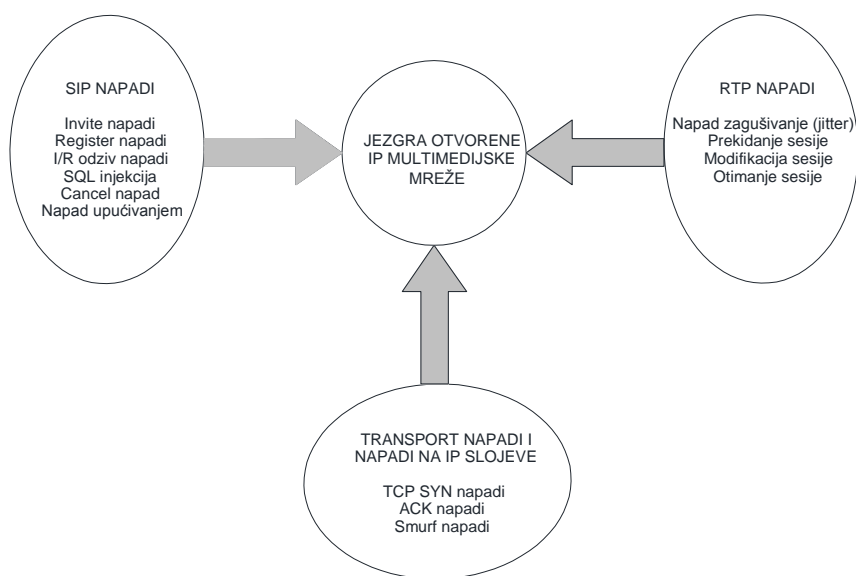 SIP NAPADI
Invite napadi
Register napadi
I/R odziv napadi
SQL injekcija
Cancel napad
Napad upućivanjem
JEZGRA OTVORENE
IP MULTIMEDIJSKE
MREŽE
RTP NAPADI
Napad zagušivanje (jitter)
Prekidanje sesije
Modifikacija sesije
Otimanje sesije
TRANSPORT NAPADI I
NAPADI NA IP SLOJEVE
TCP SYN napadi
ACK napadi
Smurf napadi